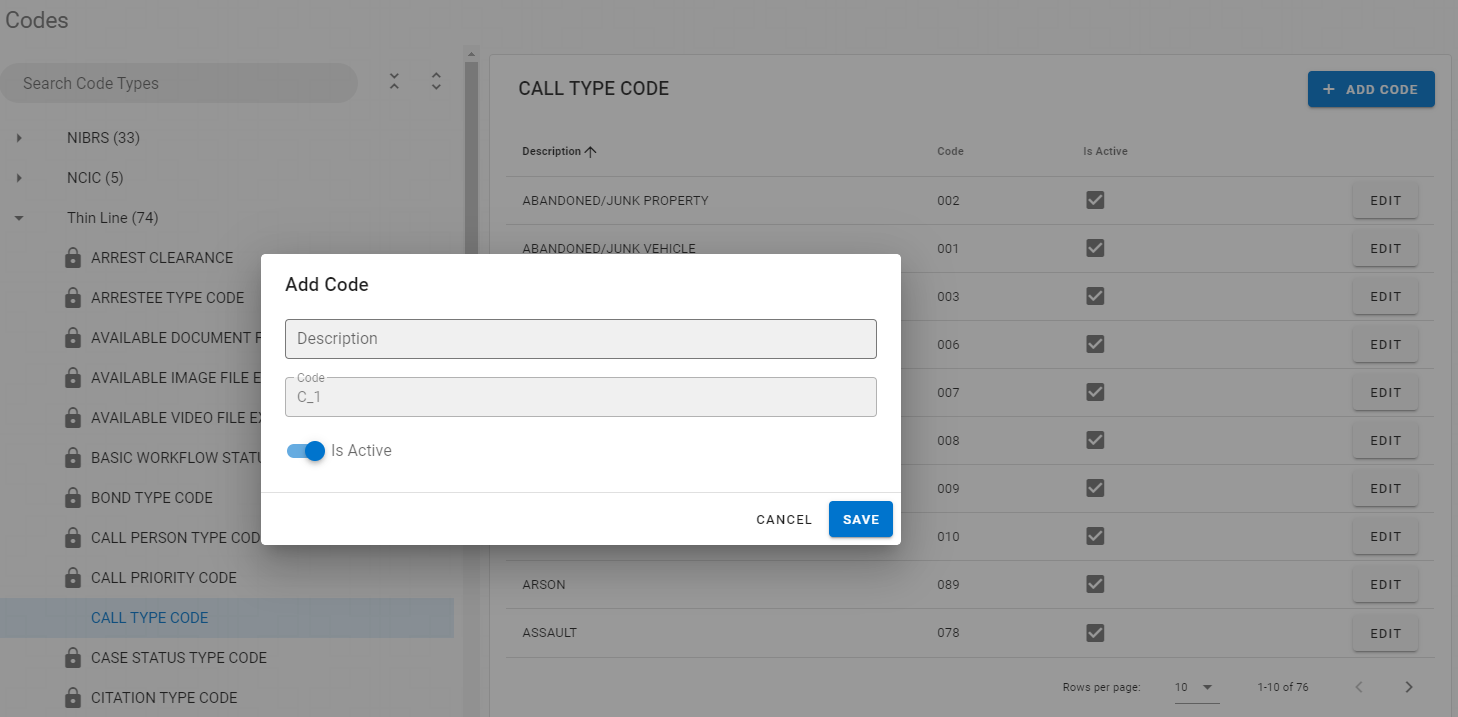 Codes
Search Code Types
NIBRS (33)
NCIC (5)
Thin Line (74)
ARREST CLEARANCE
ARRESTEE TYPE CODE
AVAILABLE DOCUMENT
AVAILABLE IMAGE FILE
AVAILABLE VIDEO FILE
BASIC WORKFLOW
BOND TYPE CODE
CALL PERSON TYPE
CALL PRIORITY CODE
CALL TYPE CODE
CASE STATUS TYPE CODE
CITATION TYPE CODE
CALL TYPE CODE
+ ADD CODE
Description Code Is Active
ABANDONED/JUNK PROPERTY 002 EDIT
ABANDONED/JUNK VEHICLE 001 EDIT
003 EDIT
006 EDIT
007 EDIT
008 EDIT
009 EDIT
010 EDIT
ARSON 089 EDIT
ASSAULT 078 EDIT
Rows per page: 10 1-10 of 76
Add Code
Description
Code
C_1
Is Active
CANCEL SAVE